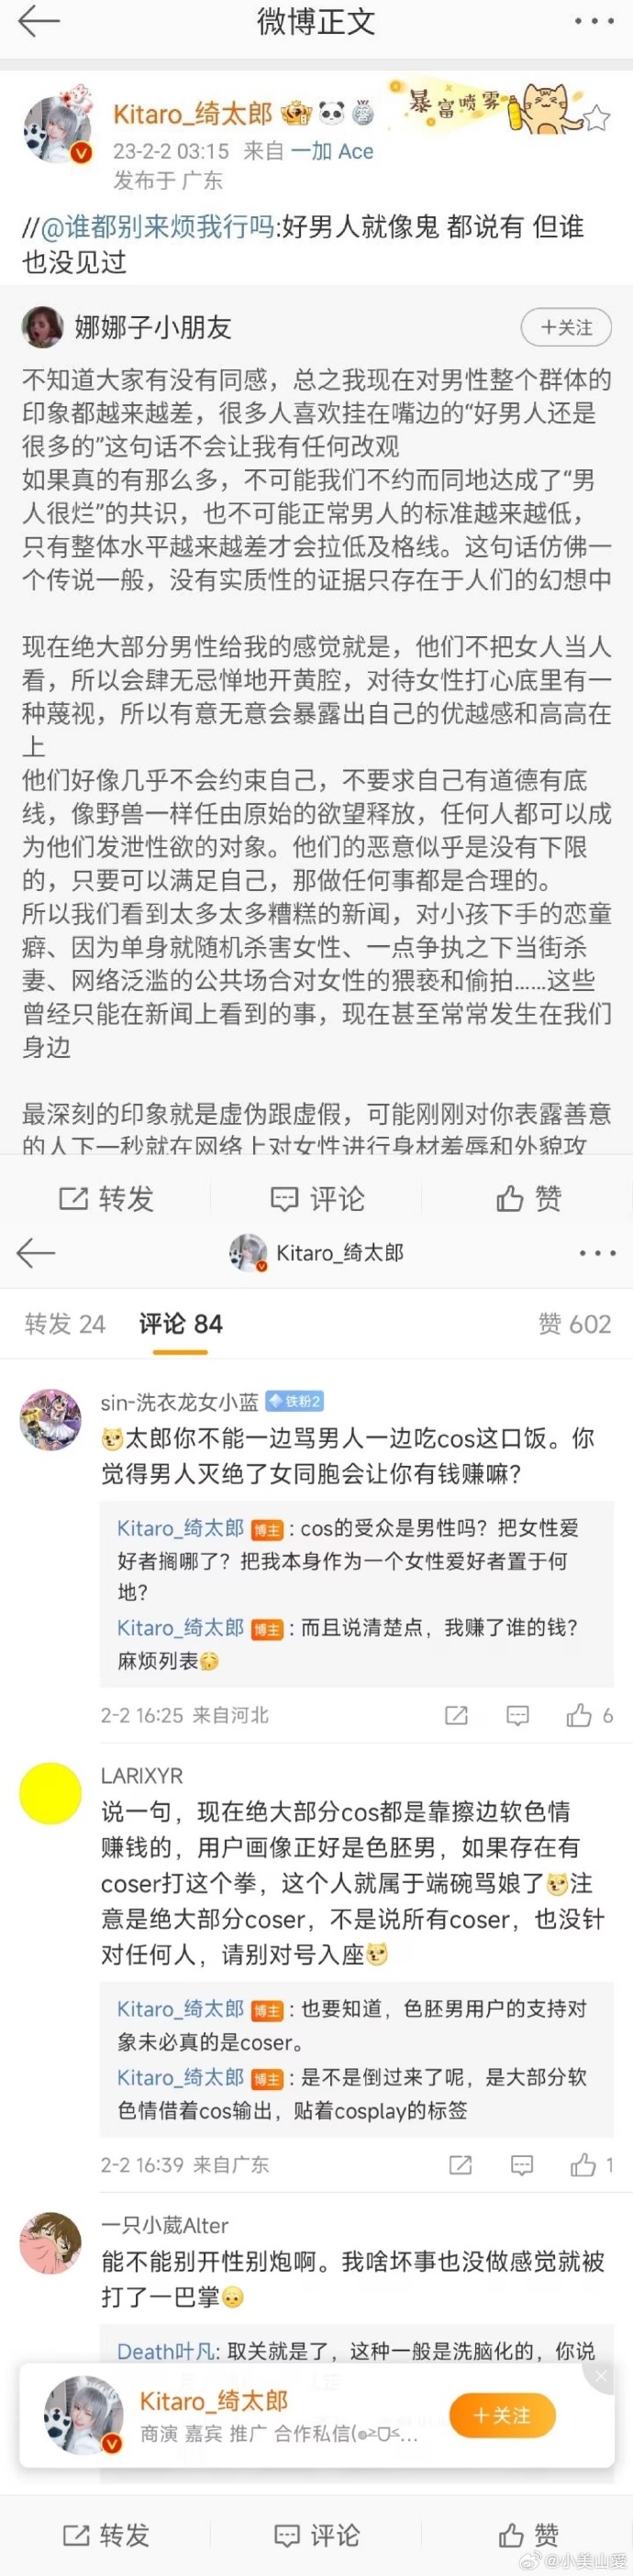 微博正文
Kitaro_绮太郎
暴富喷雾
23-2-2 03:15 来自 一加 Ace
发布于 广东
//@谁都别来烦我行吗:好男人就像鬼 都说有 但谁
也没见过
娜娜子小朋友
+关注
不知道大家有没有同感，总之我现在对男性整个群体的
印象都越来越差，很多人喜欢挂在嘴边的“好男人还是
很多的”这句话不会让我有任何改观
如果真的有那么多，不可能我们不约而同地达成了“男
人很烂”的共识，也不可能正常男人的标准越来越低，
只有整体水平越来越差才会拉低及格线。这句话仿佛一
个传说一般，没有实质性的证据只存在于人们的幻想中
现在绝大部分男性给我的感觉就是，他们不把女人当人
看，所以会肆无忌惮地开黄腔，对待女性打心底里有一
种蔑视，所以有意无意会暴露出自己的优越感和高高在
上
他们好像几乎不会约束自己，不要求自己有道德有底
线，像野兽一样任由原始的欲望释放，任何人都可以成
为他们发泄性欲的对象。他们的恶意似乎是没有下限
的，只要可以满足自己，那做任何事都是合理的。
所以我们看到太多太多糟糕的新闻，对小孩下手的恋童
癖、因为单身就随机杀害女性、一点争执之下当街杀
妻、网络泛滥的公共场合对女性的猥亵和偷拍……这些
曾经只能在新闻上看到的事，现在甚至常常发生在我们
身边
最深刻的印象就是虚伪跟虚假，可能刚刚对你表露善意
的人下一秒就在网络上对女性进行身材羞辱和外貌攻
转发 评论 赞
Kitaro_绮太郎
转发 24 评论 84 赞 602
sin-洗衣龙女小蓝 铁粉2
太郎你不能一边骂男人一边吃cos这口饭。你
觉得男人灭绝了女同胞会让你有钱赚嘛？
Kitaro_绮太郎 博主 : cos的受众是男性吗？把女性爱
好者搁哪了？把我本身作为一个女性爱好者置于何
地？
Kitaro_绮太郎 博主 : 而且说清楚点，我赚了谁的钱？
麻烦列表
2-2 16:25 来自河北 6
LARIXYR
说一句，现在绝大部分cos都是靠擦边软色情
赚钱的，用户画像正好是色胚男，如果存在有
coser打这个拳，这个人就属于端碗骂娘了注
意是绝大部分coser，不是说所有coser，也没针
对任何人，请别对号入座
Kitaro_绮太郎 博主 : 也要知道，色胚男用户的支持对
象未必真的是coser。
Kitaro_绮太郎 博主 : 是不是倒过来了呢，是大部分软
色情借着cos输出，贴着cosplay的标签
2-2 16:39 来自广东 1
一只小葳Alter
能不能别开性别炮啊。我啥坏事也没做感觉就被
打了一巴掌
Death叶凡: 取关就是了，这种一般是洗脑化的，你说
Kitaro_绮太郎
商演 嘉宾 推广 合作私信(๑≥▽≤...
+关注
转发 评论 赞
@小美山爱